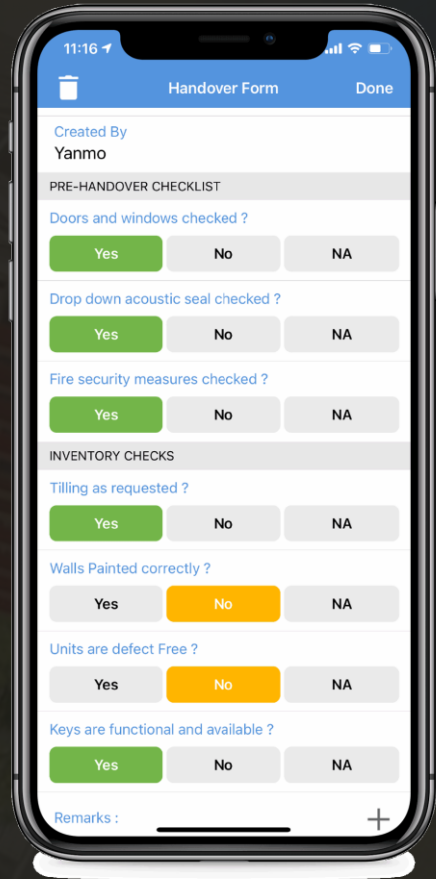 11:16
Handover Form
Done
Created By
Yanmo
PRE-HANDOVER CHECKLIST
Doors and windows checked ?
Yes No NA
Drop down acoustic seal checked ?
Yes No NA
Fire security measures checked ?
Yes No NA
INVENTORY CHECKS
Tilling as requested ?
Yes No NA
Walls Painted correctly ?
Yes No NA
Units are defect Free ?
Yes No NA
Keys are functional and available ?
Yes No NA
Remarks :